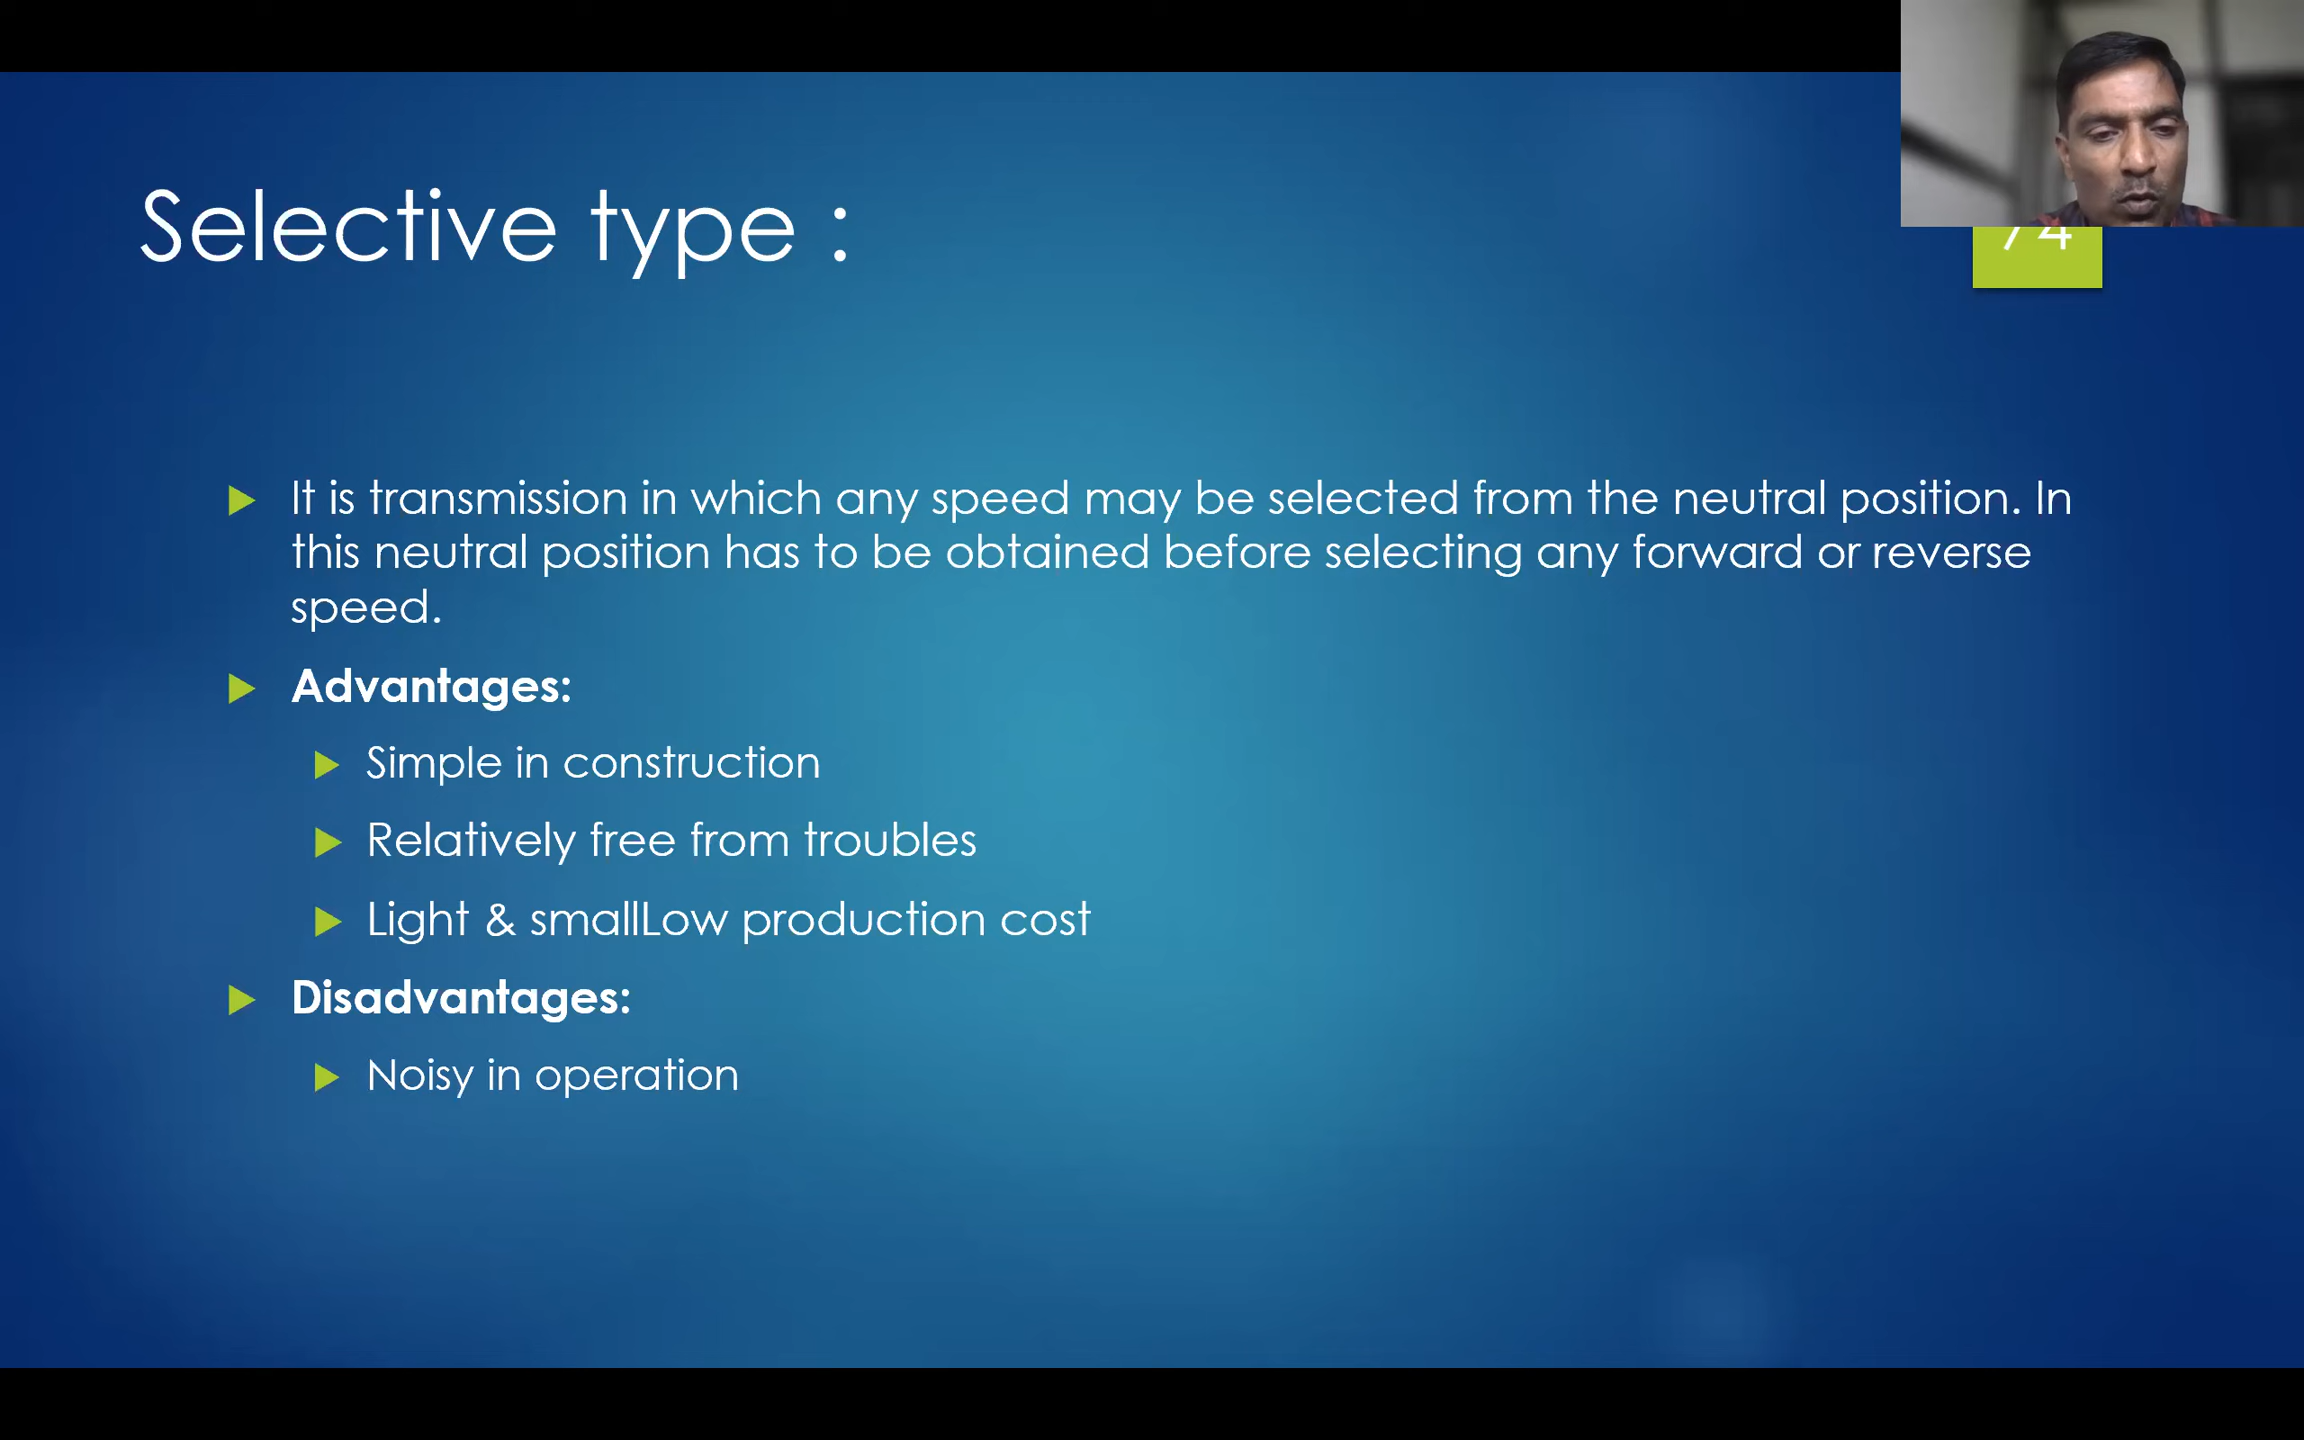 Selective type :
74
It is transmission in which any speed may be selected from the neutral position. In
this neutral position has to be obtained before selecting any forward or reverse
speed.
Advantages:
Simple in construction
Relatively free from troubles
Light & smallLow production cost
Disadvantages:
Noisy in operation